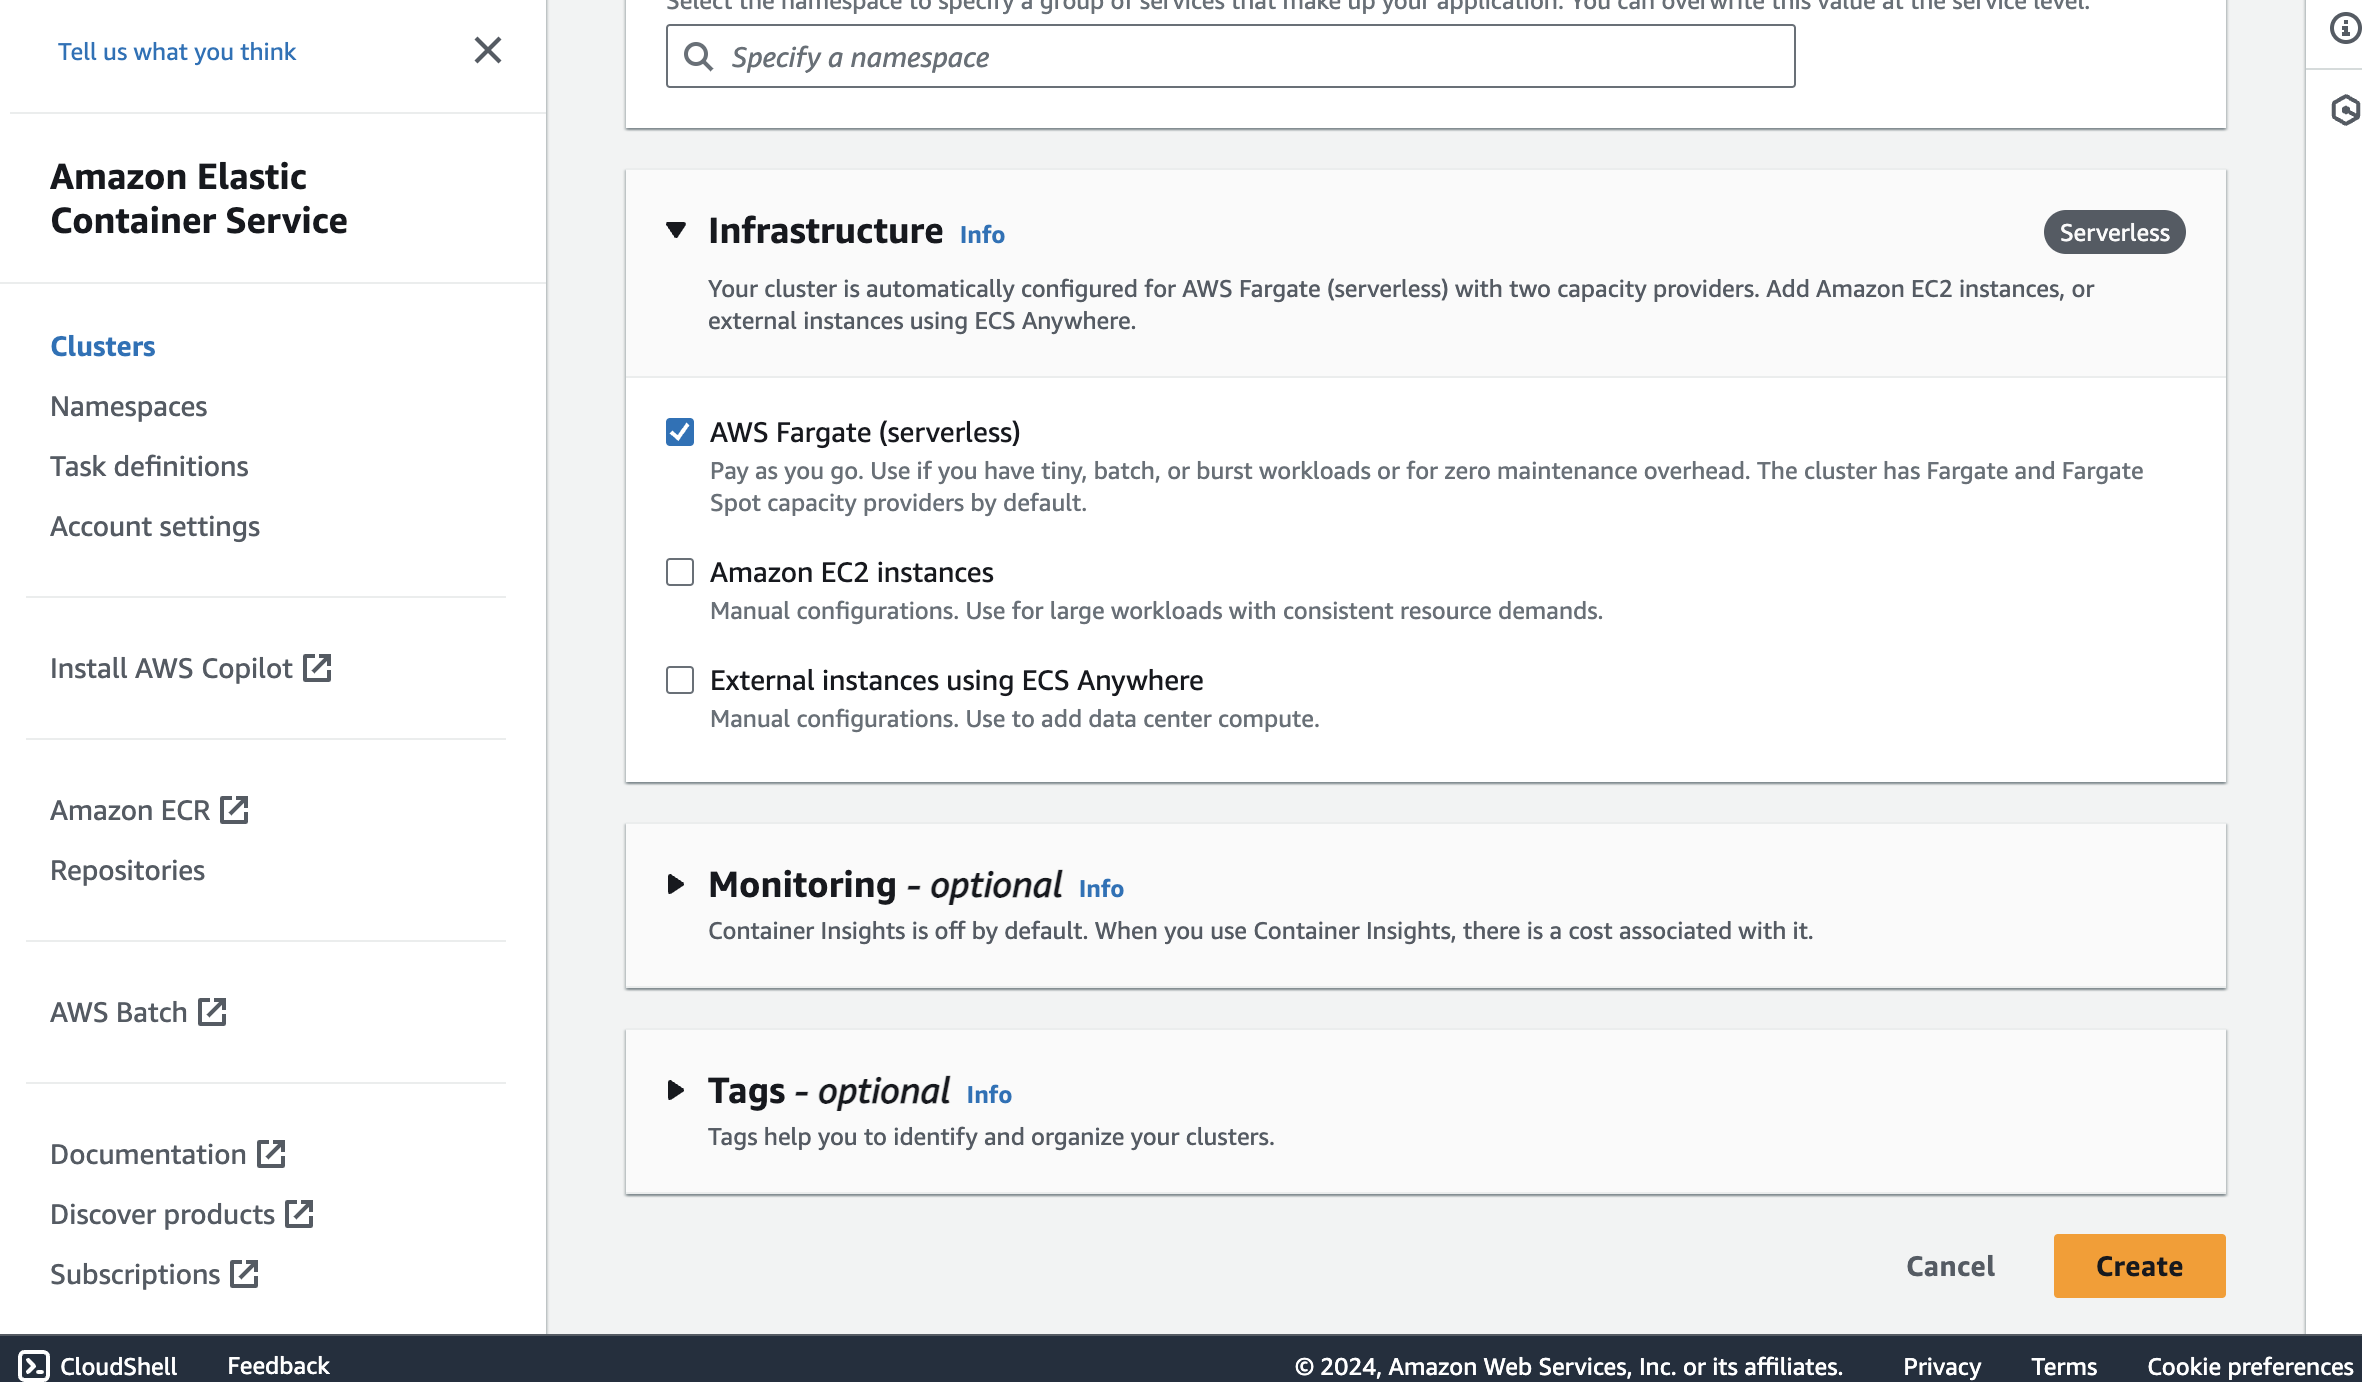 Tell us what you think
Amazon Elastic
Container Service
Clusters
Namespaces
Task definitions
Account settings
Install AWS Copilot
Amazon ECR
Repositories
AWS Batch
Documentation
Discover products
Subscriptions
Select the namespace to specify a group of services that make up your application. You can overwrite this value at the service level.
Specify a namespace
Infrastructure Info
Serverless
Your cluster is automatically configured for AWS Fargate (serverless) with two capacity providers. Add Amazon EC2 instances, or
external instances using ECS Anywhere.
AWS Fargate (serverless)
Pay as you go. Use if you have tiny, batch, or burst workloads or for zero maintenance overhead. The cluster has Fargate and Fargate
Spot capacity providers by default.
Amazon EC2 instances
Manual configurations. Use for large workloads with consistent resource demands.
External instances using ECS Anywhere
Manual configurations. Use to add data center compute.
Monitoring - optional Info
Container Insights is off by default. When you use Container Insights, there is a cost associated with it.
Tags - optional Info
Tags help you to identify and organize your clusters.
Cancel
Create
CloudShell
Feedback
© 2024, Amazon Web Services, Inc. or its affiliates.
Privacy
Terms
Cookie preferences